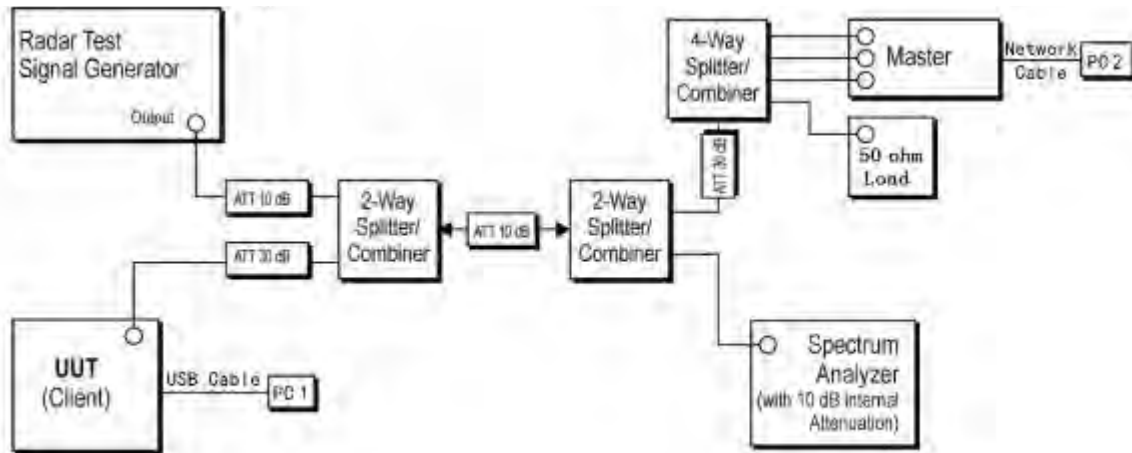 Radar Test
Signal Generator
Output
4-Way
Splitter/
Combiner
Master
Network
Cable
PC 2
ATT 30 dB
50 ohm
Load
ATT 10 dB
2-Way
Splitter/
Combiner
ATT 10 dB
2-Way
Splitter/
Combiner
ATT 30 dB
UUT
(Client)
USB Cable
PC 1
Spectrum
Analyzer
(with 10 dB internal
Attenuation)